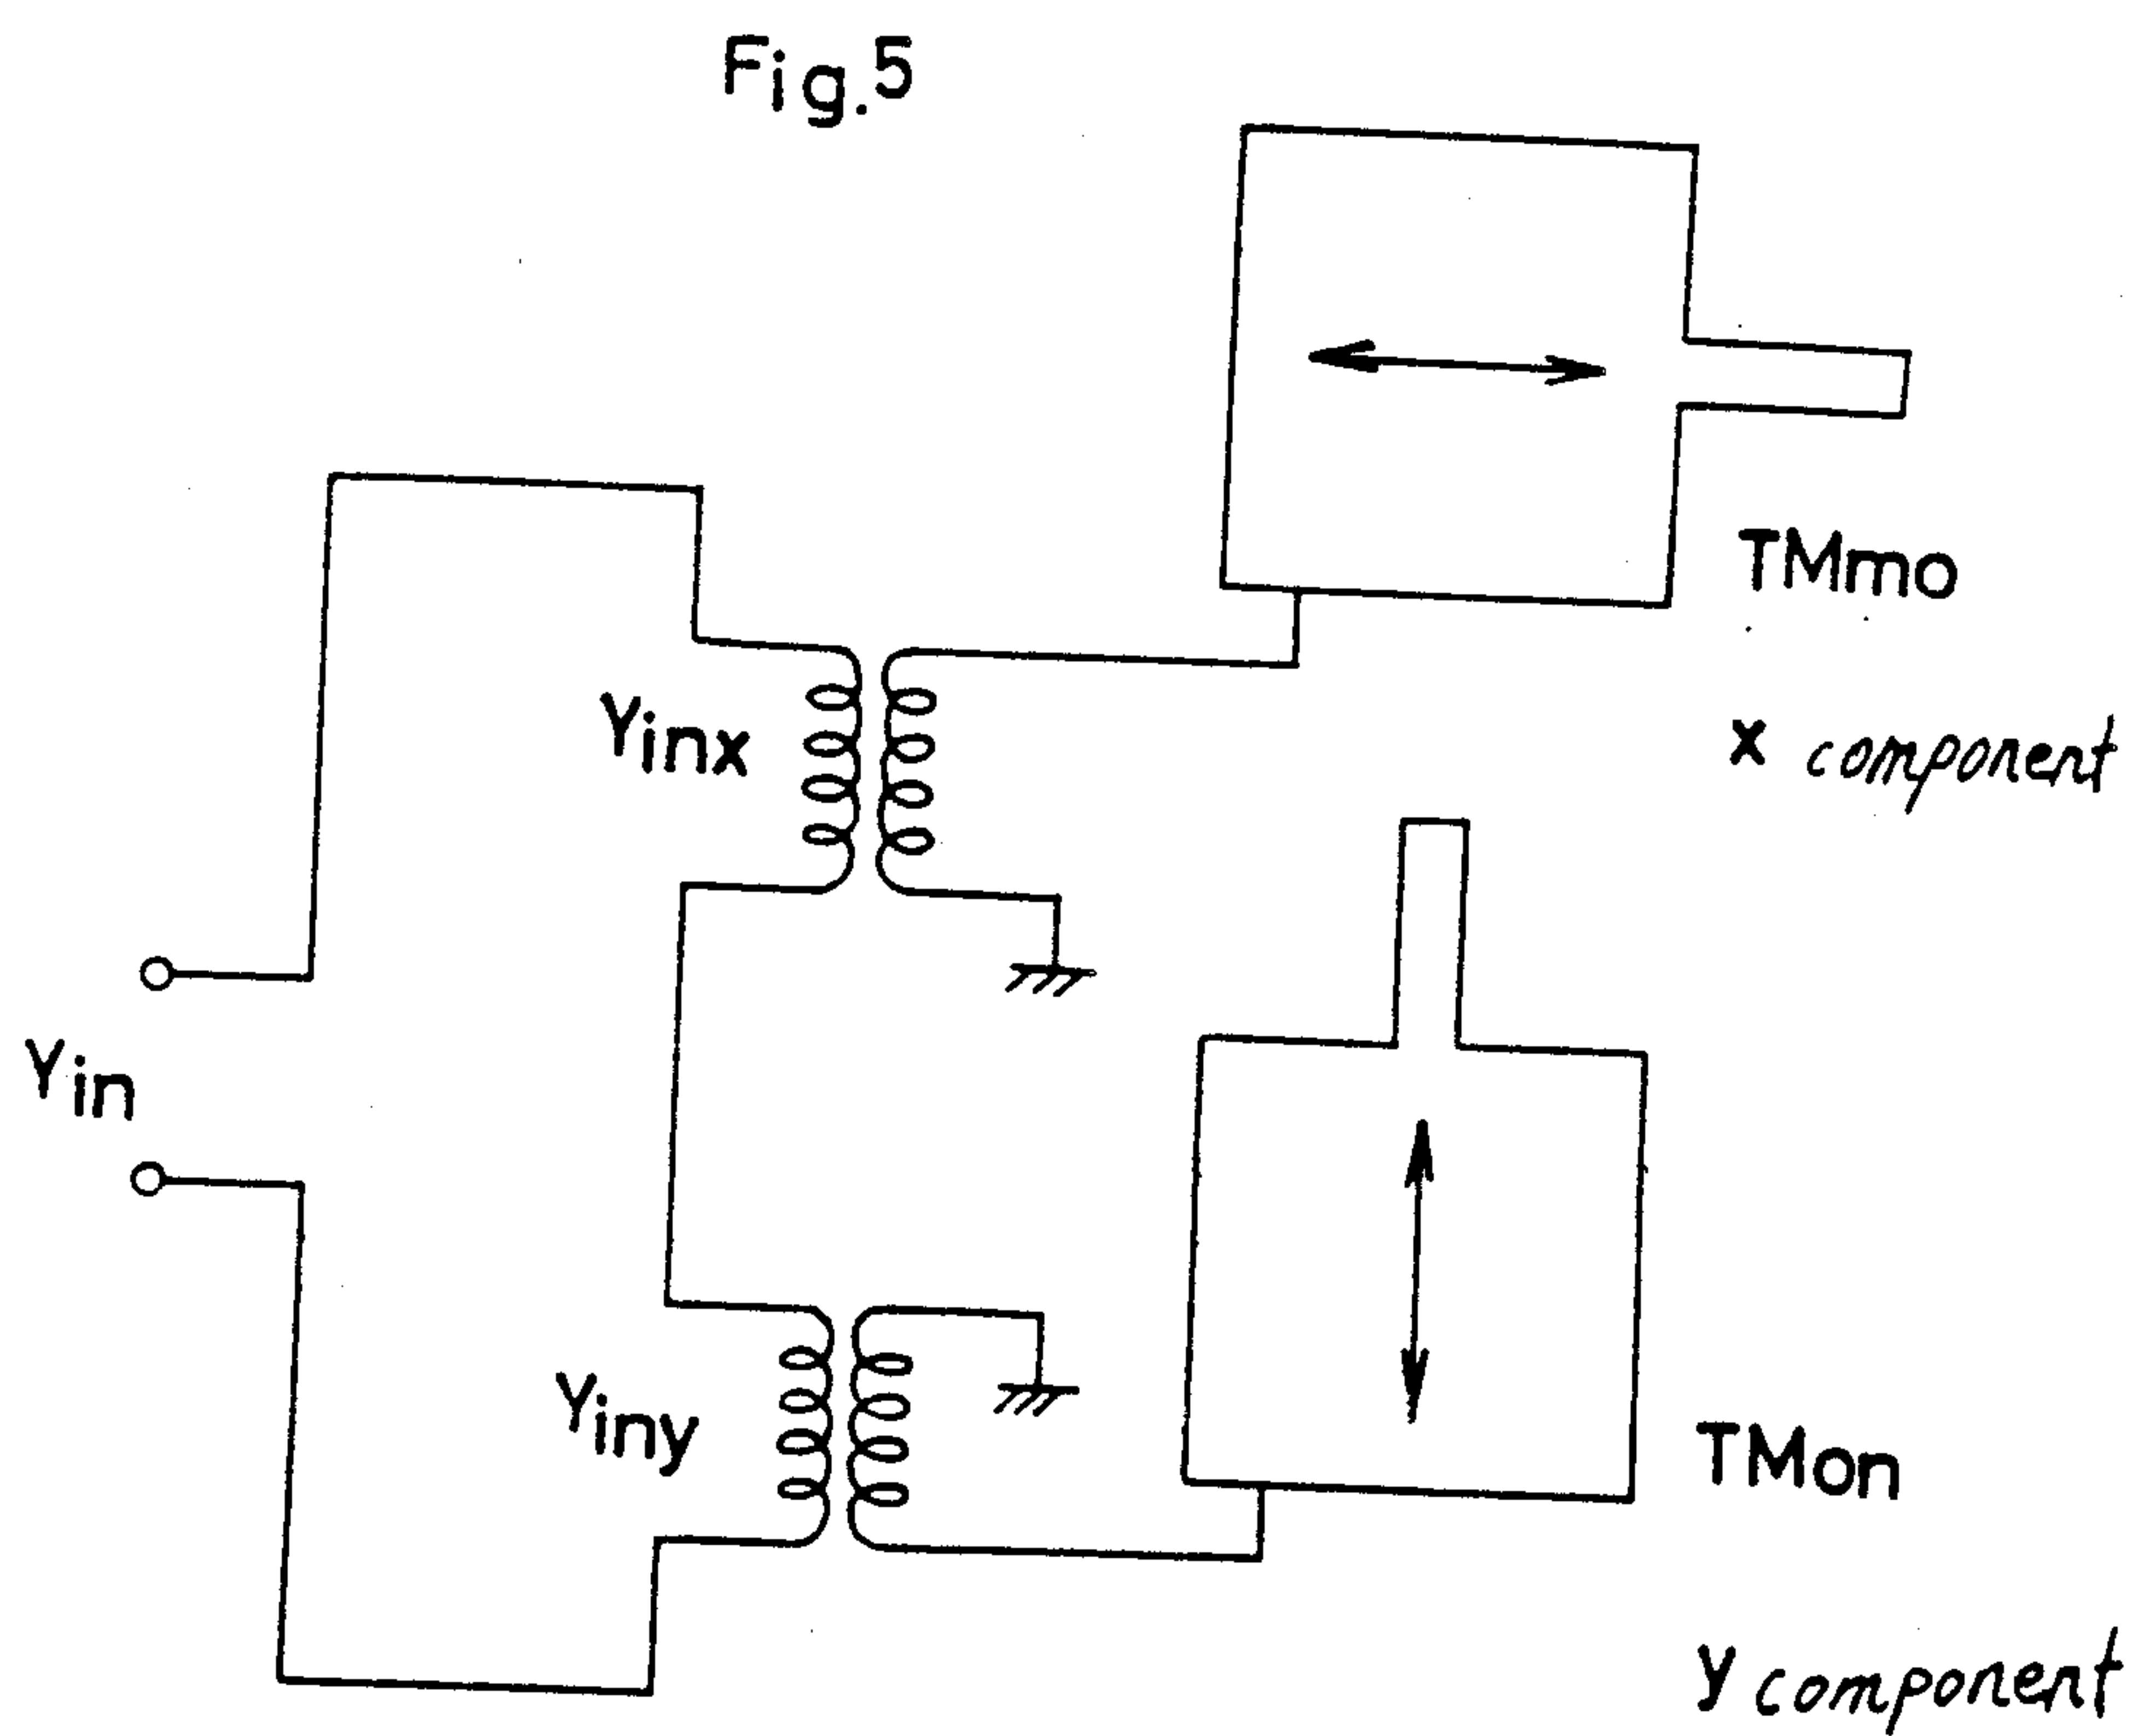 Fig.5
TMmo
Yinx
x component
Yin
Yiny
TMon
y component